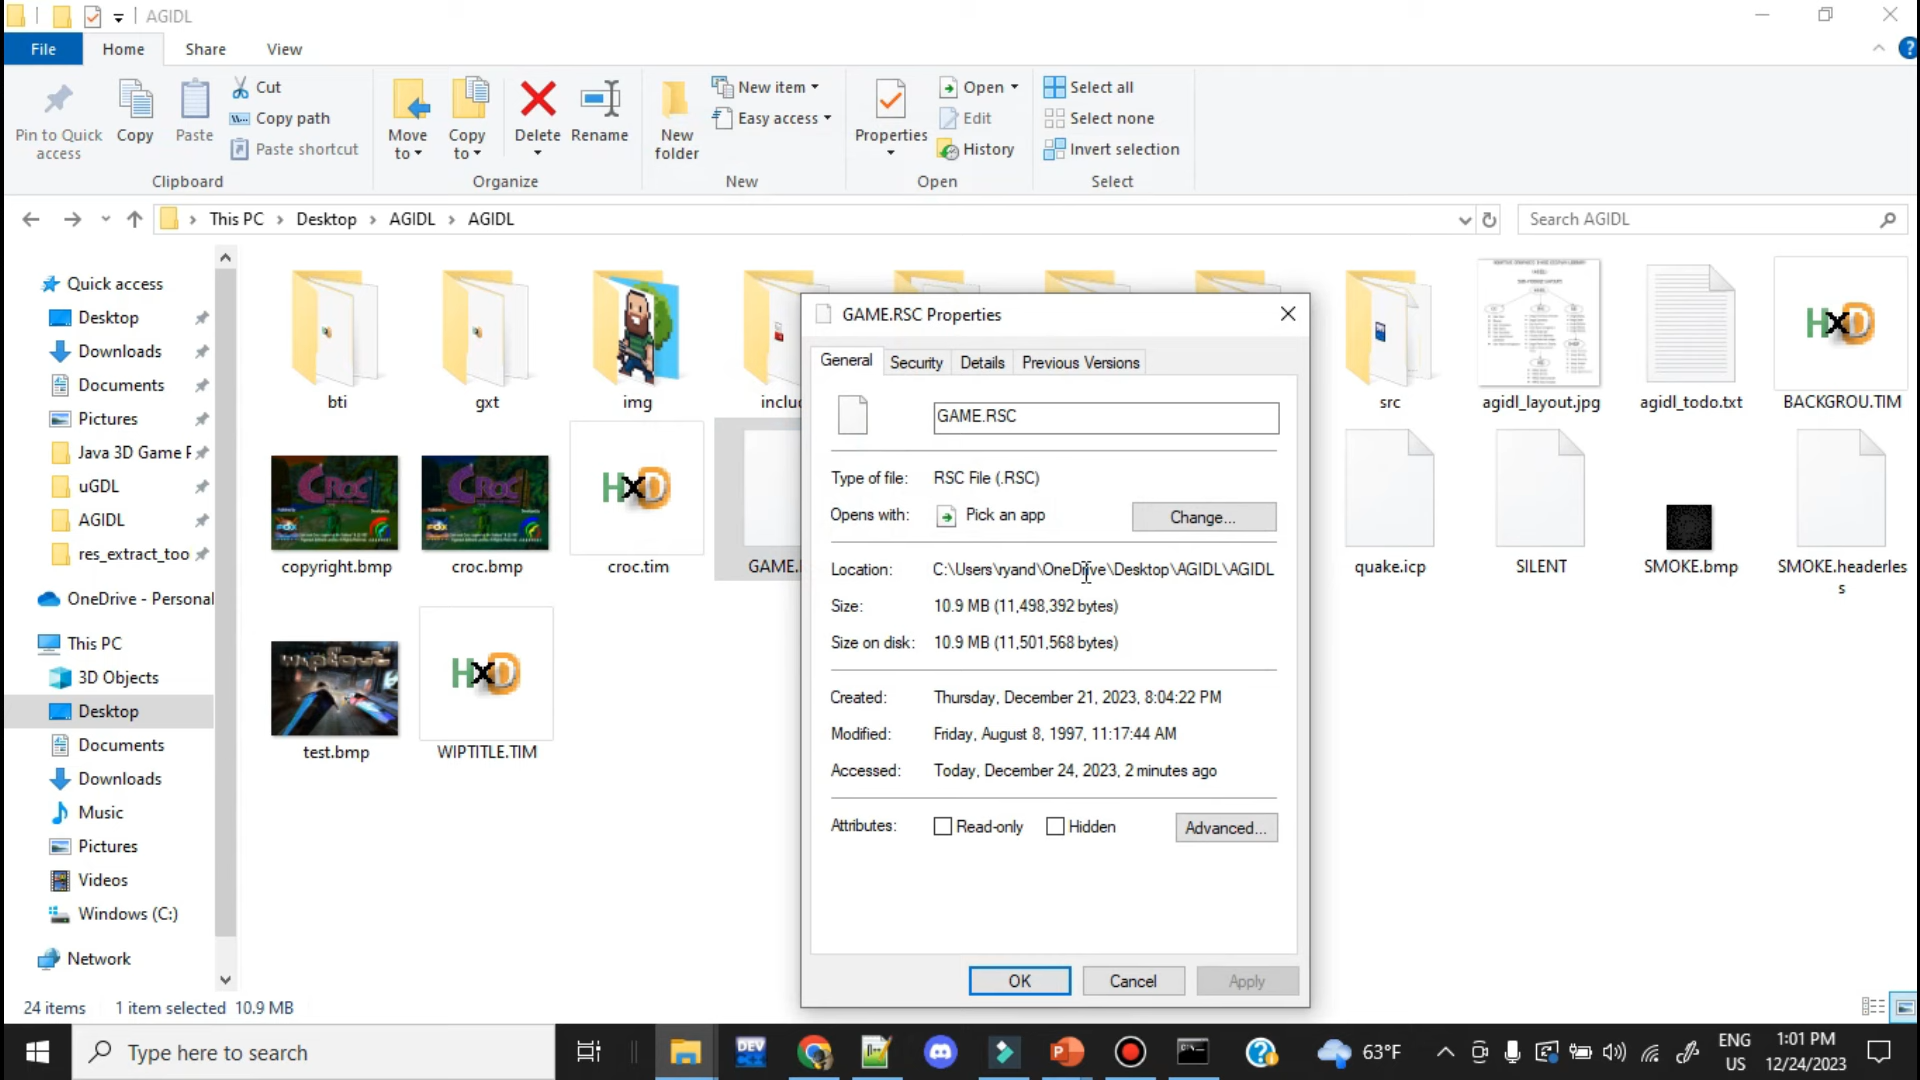 AGIDL
File Home Share View
Pin to Quick access
Copy
Paste
Cut
Copy path
Paste shortcut
Clipboard
Move to
Copy to
Delete
Rename
Organize
New folder
New item
Easy access
New
Properties
Open
Edit
History
Open
Select all
Select none
Invert selection
Select
This PC > Desktop > AGIDL > AGIDL
Search AGIDL
Quick access
Desktop
Downloads
Documents
Pictures
Java 3D Game F
uGDL
AGIDL
res_extract_too
OneDrive - Personal
This PC
3D Objects
Desktop
Documents
Downloads
Music
Pictures
Videos
Windows (C:)
Network
bti
gxt
img
inclu
src
agidl_layout.jpg
agidl_todo.txt
HxD
BACKGROU.TIM
CROC
copyright.bmp
CROC
croc.bmp
HxD
croc.tim
GAME.
quake.icp
SILENT
SMOKE.bmp
SMOKE.headerles
s
wipeout
test.bmp
HxD
WIPTITLE.TIM
GAME.RSC Properties
General Security Details Previous Versions
GAME.RSC
Type of file: RSC File (.RSC)
Opens with: Pick an app Change...
Location: C:\Users\ryand\OneDrive\Desktop\AGIDL\AGIDL
Size: 10.9 MB (11,498,392 bytes)
Size on disk: 10.9 MB (11,501,568 bytes)
Created: Thursday, December 21, 2023, 8:04:22 PM
Modified: Friday, August 8, 1997, 11:17:44 AM
Accessed: Today, December 24, 2023, 2 minutes ago
Attributes: Read-only Hidden Advanced...
OK Cancel Apply
24 items 1 item selected 10.9 MB
Type here to search
DEV
63°F
ENG
US
1:01 PM
12/24/2023